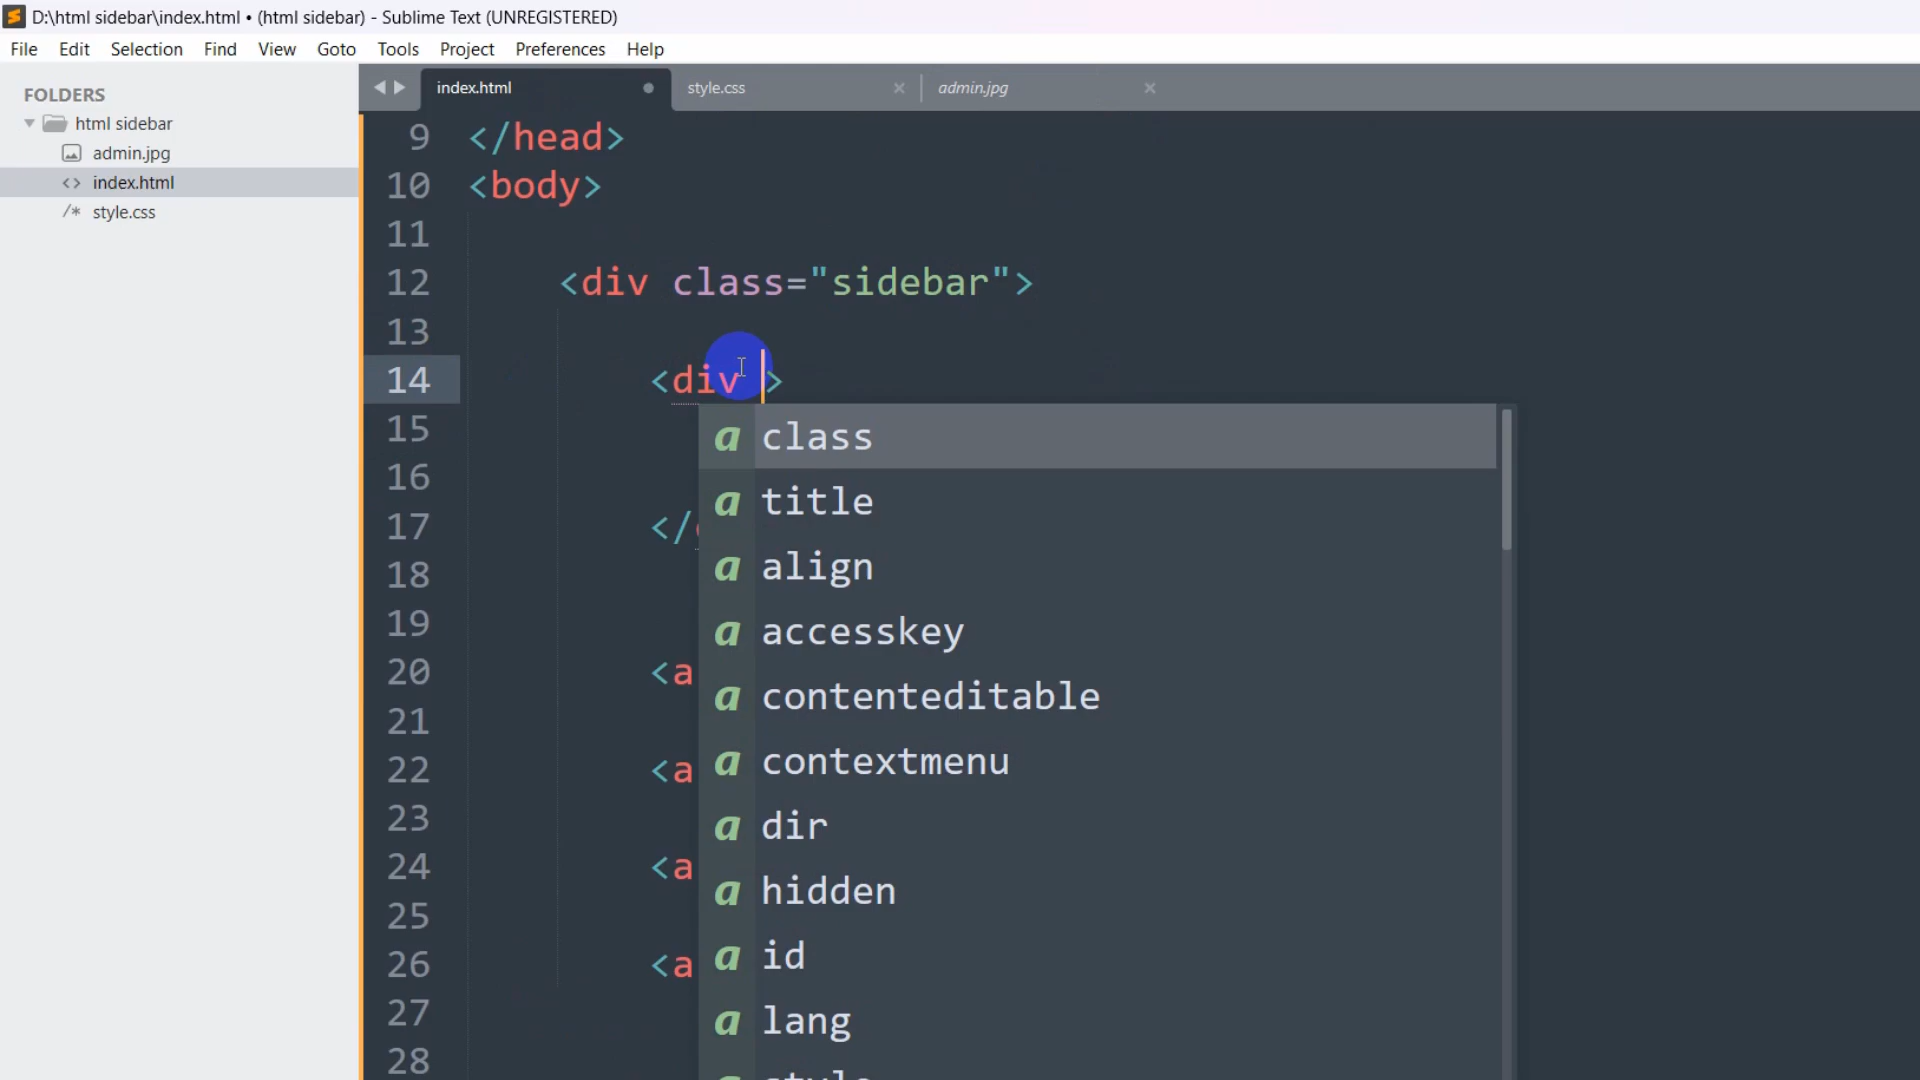 D:\html sidebar\index.html • (html sidebar) - Sublime Text (UNREGISTERED)
File Edit Selection Find View Goto Tools Project Preferences Help
FOLDERS
html sidebar
admin.jpg
<> index.html
/* style.css
index.html style.css admin.jpg
9 </head>
10 <body>
11
12 <div class="sidebar">
13
14 <div >
15
16
17 </
18
19
20 <a
21
22 <a
23
24 <a
25
26 <a
27
28
a class
a title
a align
a accesskey
a contenteditable
a contextmenu
a dir
a hidden
a id
a lang